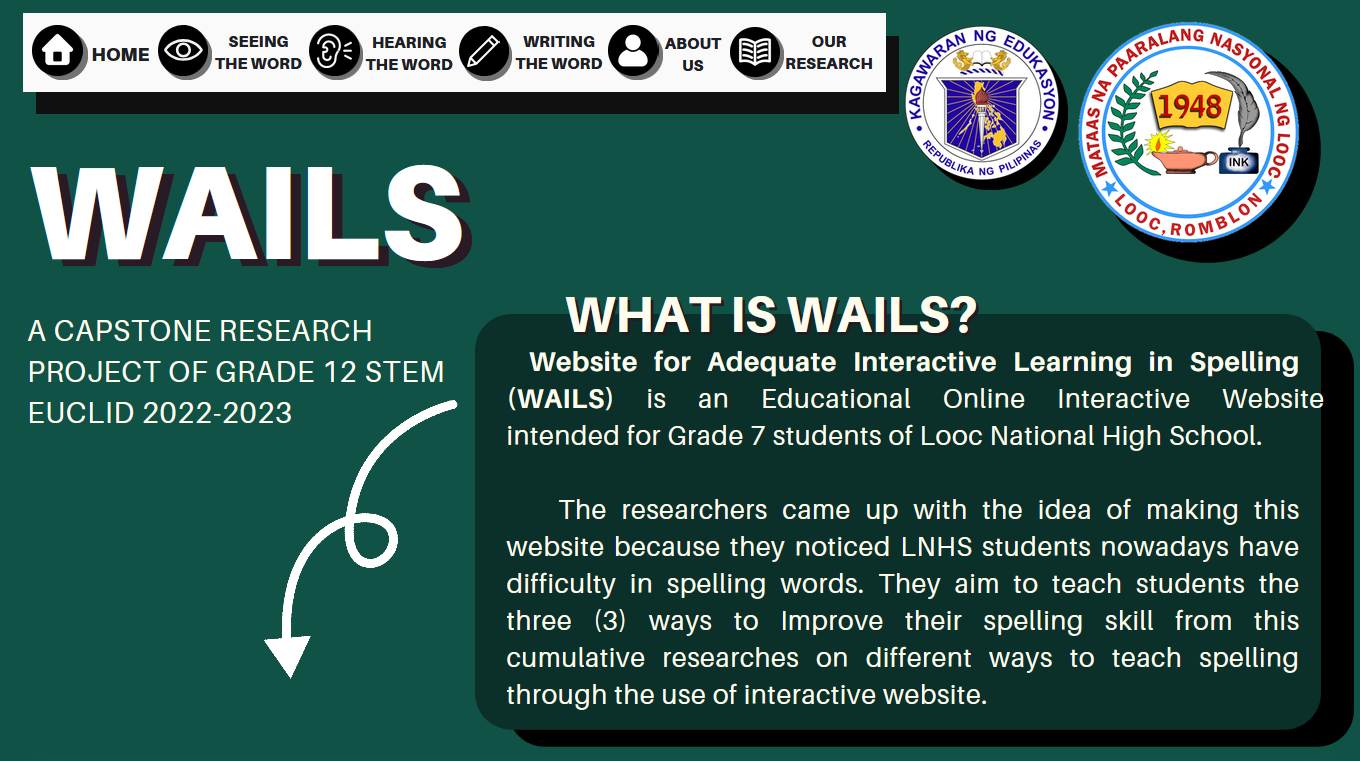 HOME
SEEING
THE WORD
HEARING
THE WORD
WRITING
THE WORD
ABOUT
US
OUR
RESEARCH
KAGAWARAN NG EDUKASYON
REPUBLIKA NG PILIPINAS
MATAAS NA PAARALANG NASYONAL NG LOOC
1948
INK
LOOC, ROMBLON
WAILS
A CAPSTONE RESEARCH
PROJECT OF GRADE 12 STEM
EUCLID 2022-2023
WHAT IS WAILS?
Website for Adequate Interactive Learning in Spelling
(WAILS) is an Educational Online Interactive Website
intended for Grade 7 students of Looc National High School.
The researchers came up with the idea of making this
website because they noticed LNHS students nowadays have
difficulty in spelling words. They aim to teach students the
three (3) ways to Improve their spelling skill from this
cumulative researches on different ways to teach spelling
through the use of interactive website.